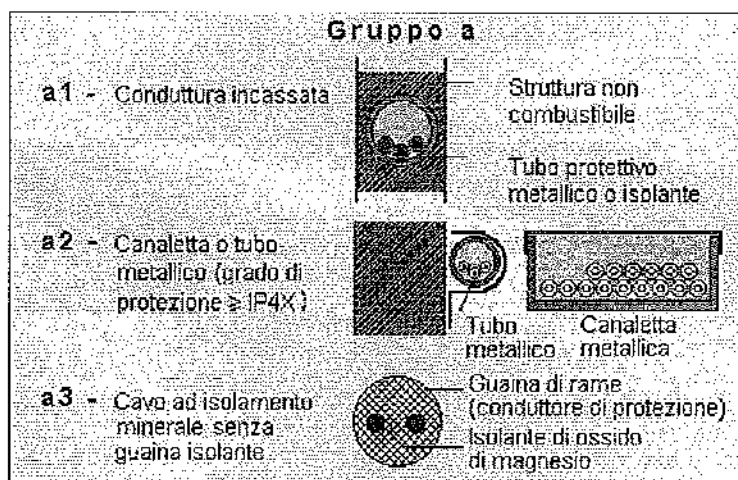 Gruppo a
a1 - Conduttura incassata
Struttura non
combustibile
Tubo protettivo
metallico o isolante
a2 - Canaletta o tubo
metallico (grado di
protezione ≥ IP4X)
Tubo
metallico
Canaletta
metallica
a3 - Cavo ad isolamento
minerale senza
guaina isolante
Guaina di rame
(conduttore di protezione)
Isolante di ossido
di magnesio